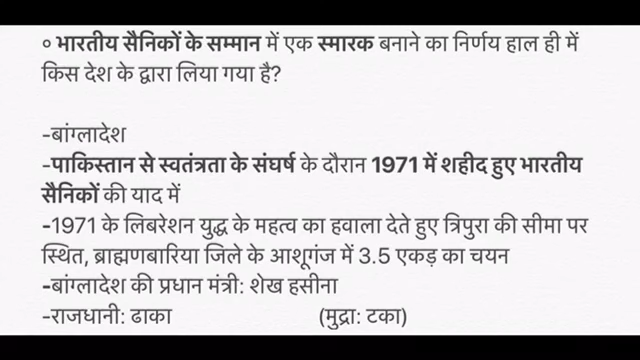 ० भारतीय सैनिकों के सम्मान में एक स्मारक बनाने का निर्णय हाल ही में
किस देश के द्वारा लिया गया है?
-बांग्लादेश
-पाकिस्तान से स्वतंत्रता के संघर्ष के दौरान 1971 में शहीद हुए भारतीय
सैनिकों की याद में
-1971 के लिबरेशन युद्ध के महत्व का हवाला देते हुए त्रिपुरा की सीमा पर
स्थित, ब्राह्मणबारिया जिले के आशूगंज में 3.5 एकड़ का चयन
-बांग्लादेश की प्रधान मंत्री: शेख हसीना
-राजधानी: ढाका (मुद्रा: टका)